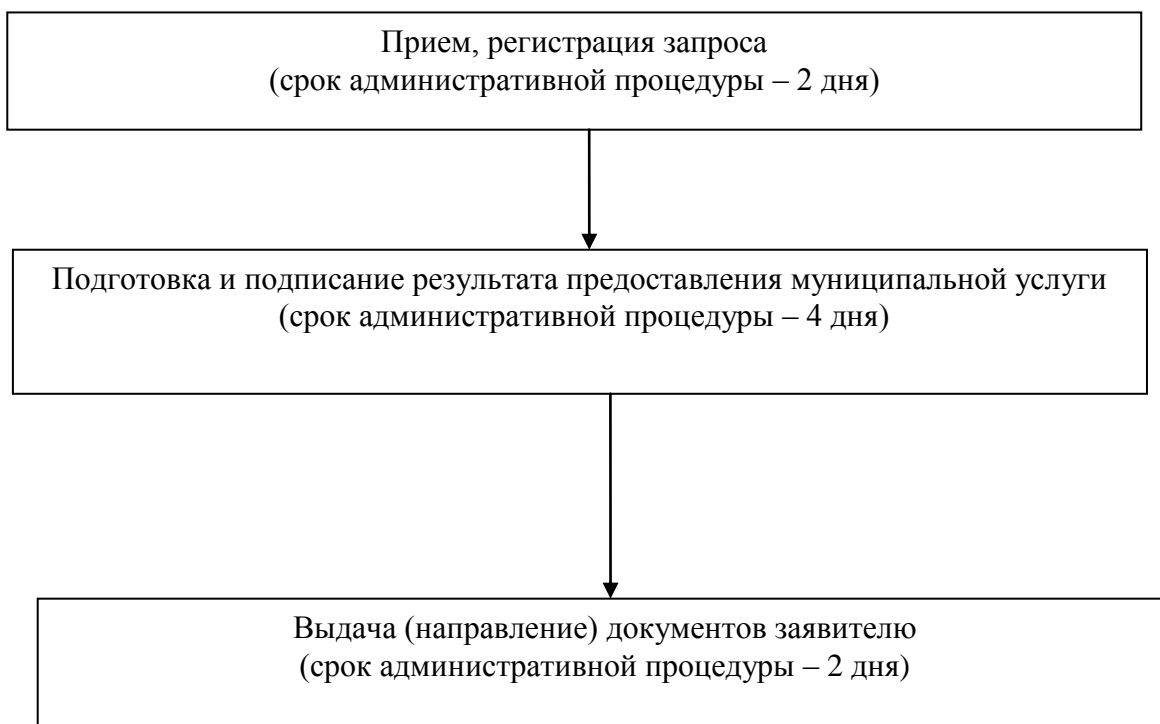 Прием, регистрация запроса
(срок административной процедуры – 2 дня)
Подготовка и подписание результата предоставления муниципальной услуги
(срок административной процедуры – 4 дня)
Выдача (направление) документов заявителю
(срок административной процедуры – 2 дня)